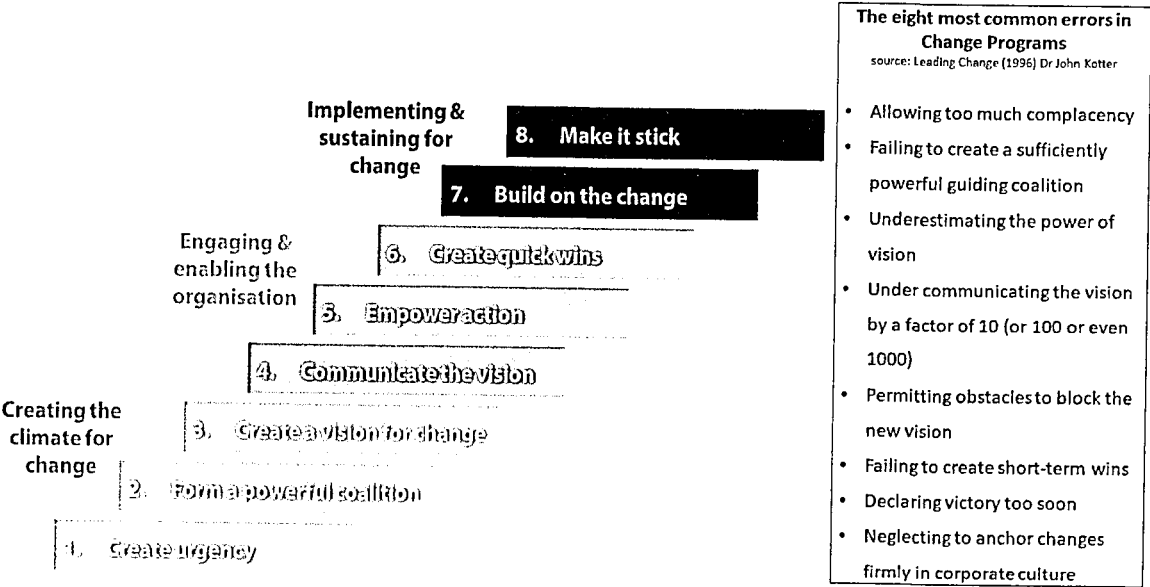 The eight most common errors in
Change Programs
source: Leading Change (1996) Dr John Kotter
• Allowing too much complacency
• Failing to create a sufficiently
powerful guiding coalition
• Underestimating the power of
vision
• Under communicating the vision
by a factor of 10 (or 100 or even
1000)
• Permitting obstacles to block the
new vision
• Failing to create short-term wins
• Declaring victory too soon
• Neglecting to anchor changes
firmly in corporate culture
Implementing &
sustaining for
change
8. Make it stick
7. Build on the change
Engaging &
enabling the
organisation
6. Create quick wins
5. Empower action
4. Communicate the vision
Creating the
climate for
change
3. Create a vision for change
2. Form a powerful coalition
1. Create urgency